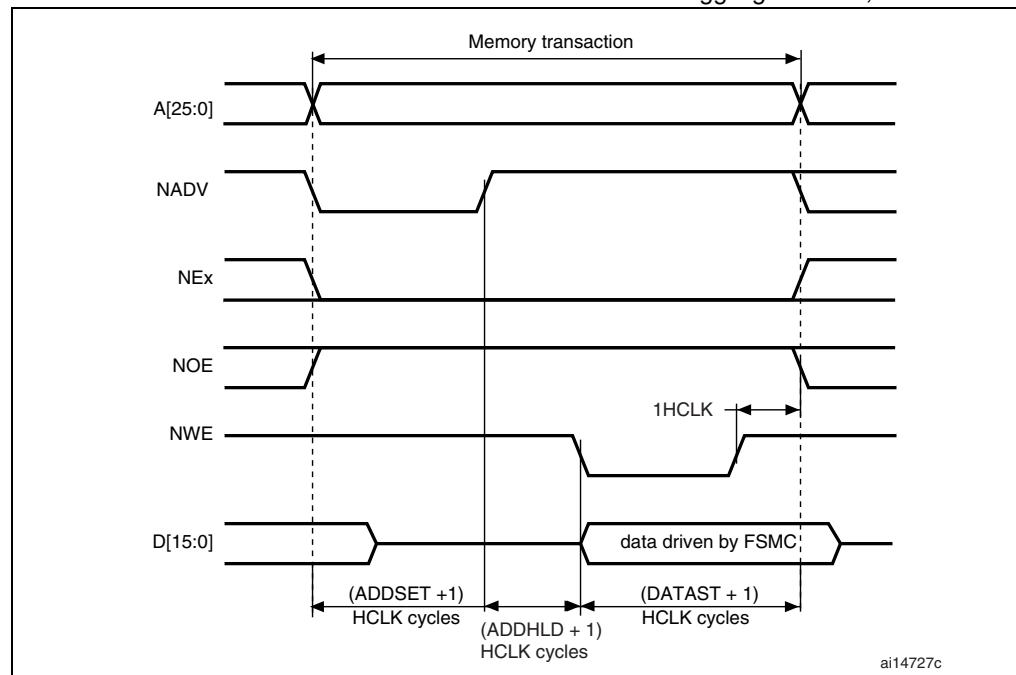 Memory transaction
A[25:0]
NADV
NEx
NOE
1HCLK
NWE
D[15:0]
data driven by FSMC
(ADDSET +1)
HCLK cycles
(ADDHLD + 1)
HCLK cycles
(DATAST + 1)
HCLK cycles
ai14727c